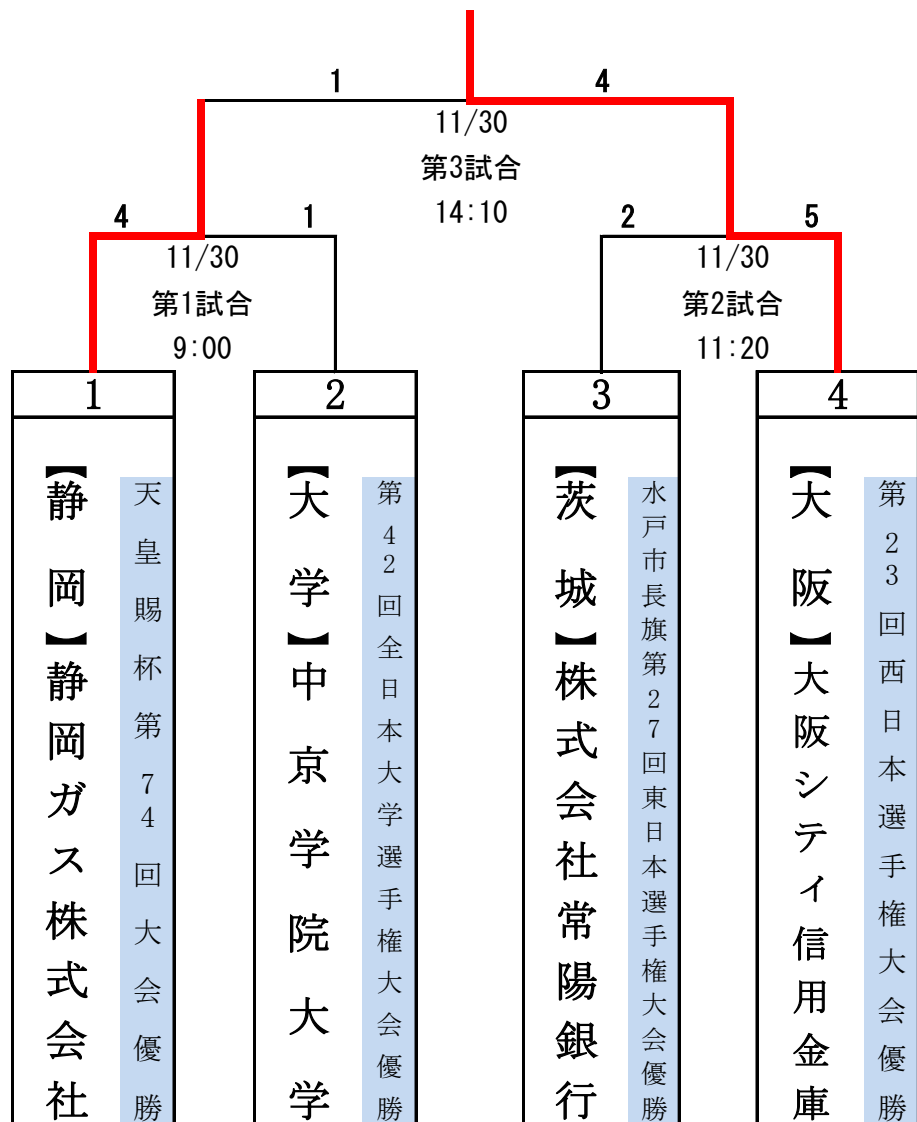 1
4
11/30
第3試合
14:10
4
1
11/30
第1試合
9:00
2
5
11/30
第2試合
11:20
1
【静岡】静岡ガス株式会社
天皇賜杯第74回大会優勝
2
【大学】中京学院大学
第42回全日本大学選手権大会優勝
3
【茨城】株式会社常陽銀行
水戸市長旗第27回東日本選手権大会優勝
4
【大阪】大阪シティ信用金庫
第23回西日本選手権大会優勝